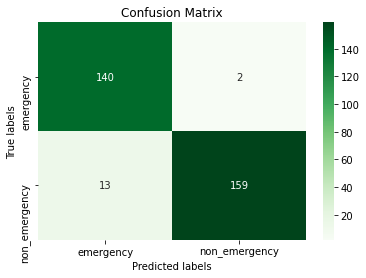 Confusion Matrix
True labels
emergency
non_emergency
140
2
13
159
emergency
non_emergency
Predicted labels
140
120
100
80
60
40
20